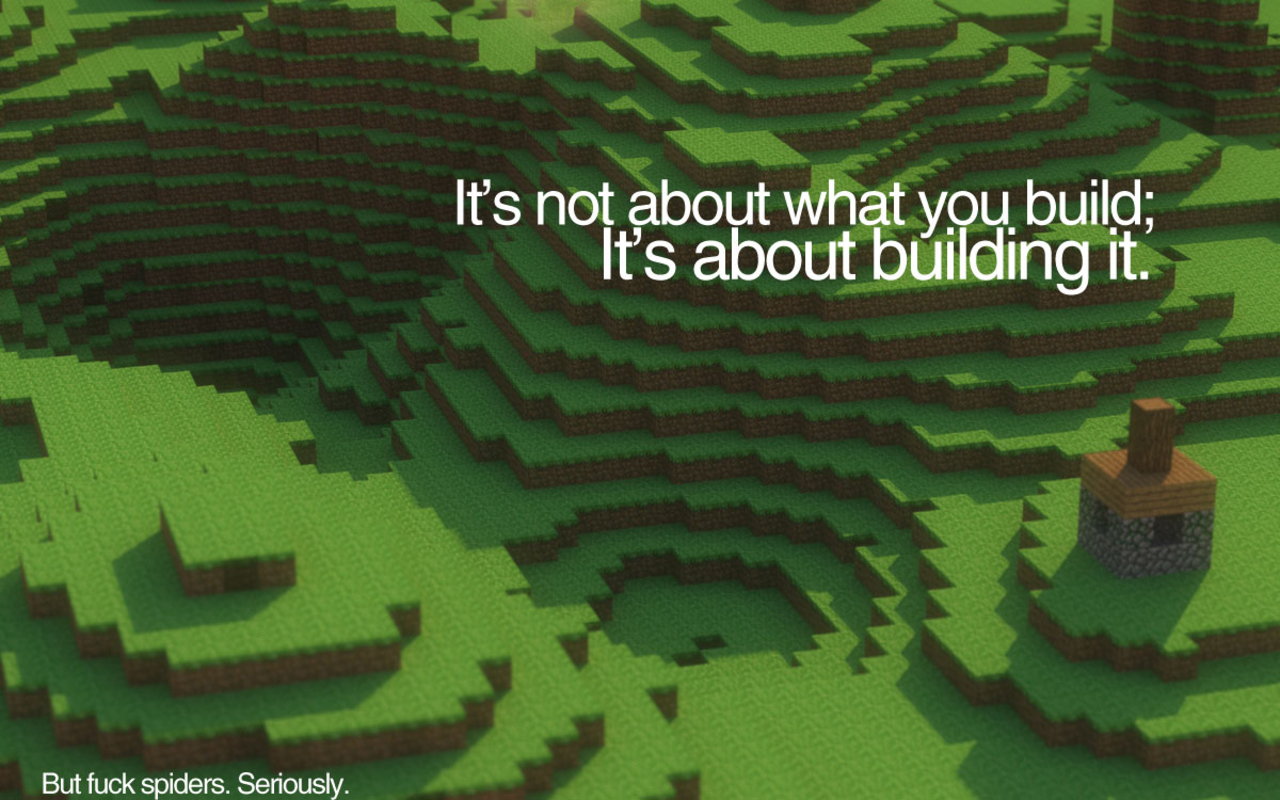 It’s not about what you build;
It’s about building it.
But fuck spiders. Seriously.